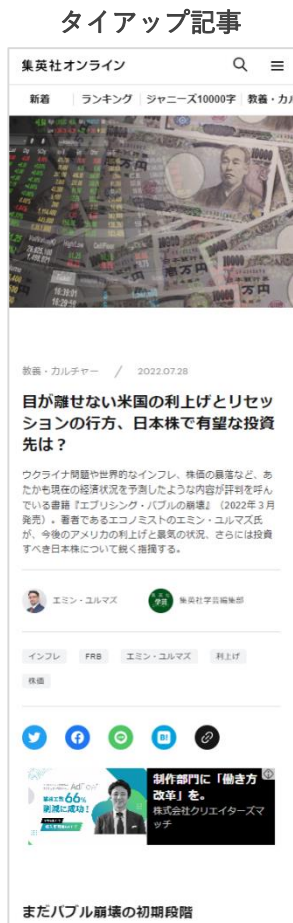 タイアップ記事
集英社オンライン
新着 ランキング ジャニーズ10000字 教養・カル
教養・カルチャー / 2022.07.28
目が離せない米国の利上げとリセッ
ションの行方、日本株で有望な投資
先は？
ウクライナ問題や世界的なインフレ、株価の暴落など、あ
たかも現在の経済状況を予測したような内容が評判を呼ん
でいる書籍『エブリシング・バブルの崩壊』（2022年３月
発売）。著者であるエコノミストのエミン・ユルマズ氏
が、今後のアメリカの利上げと景気の状況、さらには投資
すべき日本株について鋭く指摘する。
エミン・ユルマズ 集英社学芸編集部
インフレ FRB エミン・ユルマズ 利上げ
株価
制作部門に「働き方
改革」を。
株式会社クリエイターズマ
ッチ
66%
削減に成功！
まだバブル崩壊の初期段階